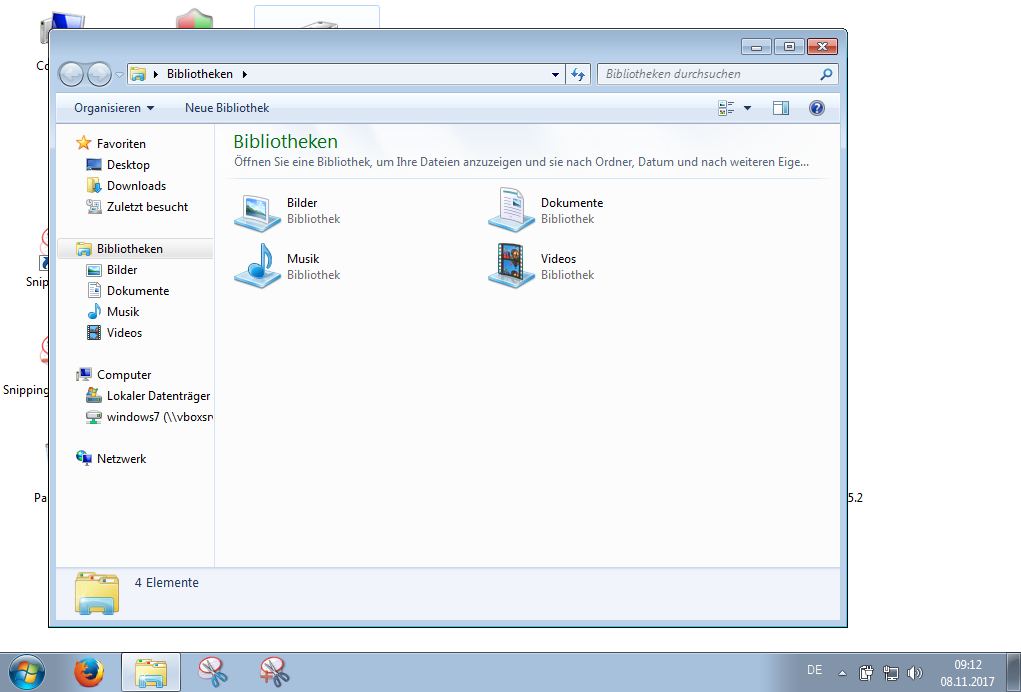 Co
Bibliotheken
Bibliotheken durchsuchen
Organisieren
Neue Bibliothek
Favoriten
Desktop
Downloads
Zuletzt besucht
Bibliotheken
Bilder
Dokumente
Musik
Videos
Computer
Lokaler Datenträger
windows7 (\\vboxsr
Netzwerk
Bibliotheken
Öffnen Sie eine Bibliothek, um Ihre Dateien anzuzeigen und sie nach Ordner, Datum und nach weiteren Eige...
Bilder
Bibliothek
Dokumente
Bibliothek
Musik
Bibliothek
Videos
Bibliothek
Snip
Snipping
Pa
5.2
4 Elemente
DE
09:12
08.11.2017